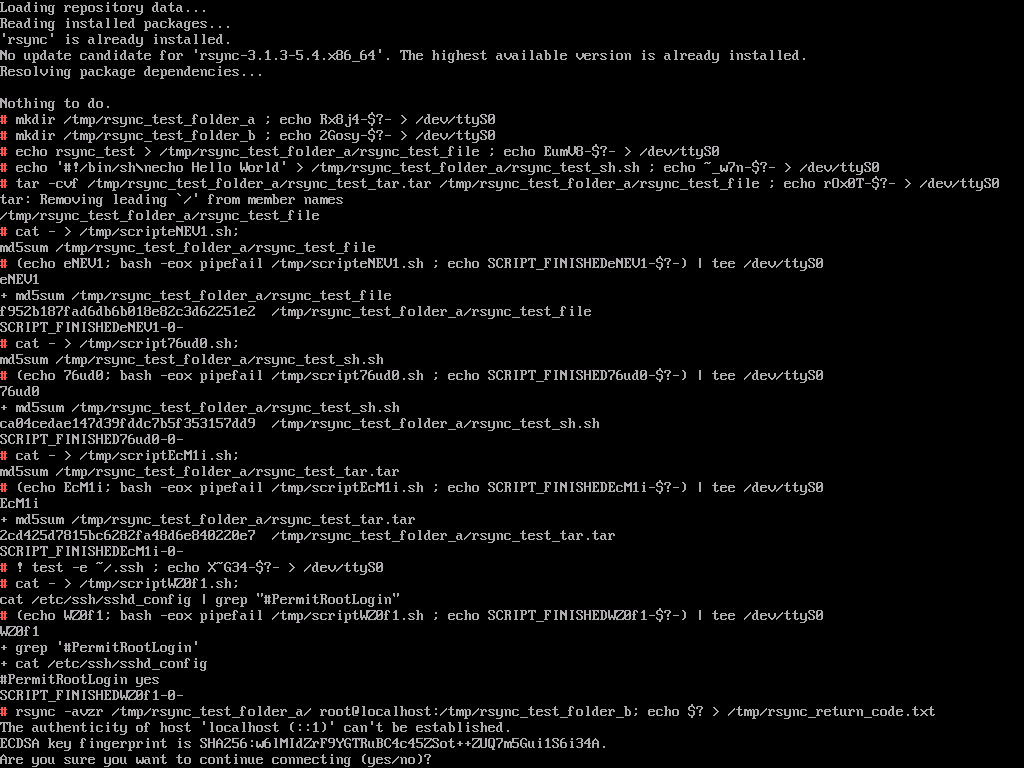 Loading repository data...
Reading installed packages...
'rsync' is already installed.
No update candidate for 'rsync-3.1.3-5.4.x86_64'. The highest available version is already installed.
Resolving package dependencies...
Nothing to do.
# mkdir /tmp/rsync_test_folder_a ; echo Rx8j4-$?- > /dev/ttyS0
# mkdir /tmp/rsync_test_folder_b ; echo 2Gosy-$?- > /dev/ttyS0
# echo rsync_test > /tmp/rsync_test_folder_a/rsync_test_file ; echo EumV8-$?- > /dev/ttyS0
# echo '#!/bin/sh\necho Hello World' > /tmp/rsync_test_folder_a/rsync_test_sh.sh ; echo ~_w7n-$?- > /dev/ttyS0
# tar -cvf /tmp/rsync_test_folder_a/rsync_test_tar.tar /tmp/rsync_test_folder_a/rsync_test_file ; echo rOx0T-$?- > /dev/ttyS0
tar: Removing leading `/' from member names
/tmp/rsync_test_folder_a/rsync_test_file
# cat - > /tmp/scripteNEV1.sh;
md5sum /tmp/rsync_test_folder_a/rsync_test_file
# (echo eNEV1; bash -eox pipefail /tmp/scripteNEV1.sh ; echo SCRIPT_FINISHEDeNEV1-$?-) | tee /dev/ttyS0
eNEV1
+ md5sum /tmp/rsync_test_folder_a/rsync_test_file
f952b187fad6db6b018e82c3d62251e2  /tmp/rsync_test_folder_a/rsync_test_file
SCRIPT_FINISHEDeNEV1-0-
# cat - > /tmp/script76ud0.sh;
md5sum /tmp/rsync_test_folder_a/rsync_test_sh.sh
# (echo 76ud0; bash -eox pipefail /tmp/script76ud0.sh ; echo SCRIPT_FINISHED76ud0-$?-) | tee /dev/ttyS0
76ud0
+ md5sum /tmp/rsync_test_folder_a/rsync_test_sh.sh
ca04cedae147d39fddc7b5f353157dd9  /tmp/rsync_test_folder_a/rsync_test_sh.sh
SCRIPT_FINISHED76ud0-0-
# cat - > /tmp/scriptEcM1i.sh;
md5sum /tmp/rsync_test_folder_a/rsync_test_tar.tar
# (echo EcM1i; bash -eox pipefail /tmp/scriptEcM1i.sh ; echo SCRIPT_FINISHEDEcM1i-$?-) | tee /dev/ttyS0
EcM1i
+ md5sum /tmp/rsync_test_folder_a/rsync_test_tar.tar
2cd425d7815bc6282fa48d6e840220e7  /tmp/rsync_test_folder_a/rsync_test_tar.tar
SCRIPT_FINISHEDEcM1i-0-
# ! test -e ~/.ssh ; echo X~G34-$?- > /dev/ttyS0
# cat - > /tmp/scriptWZ0f1.sh;
cat /etc/ssh/sshd_config | grep "#PermitRootLogin"
# (echo WZ0f1; bash -eox pipefail /tmp/scriptWZ0f1.sh ; echo SCRIPT_FINISHEDWZ0f1-$?-) | tee /dev/ttyS0
WZ0f1
+ grep '#PermitRootLogin'
+ cat /etc/ssh/sshd_config
#PermitRootLogin yes
SCRIPT_FINISHEDWZ0f1-0-
# rsync -avzr /tmp/rsync_test_folder_a/ root@localhost:/tmp/rsync_test_folder_b; echo $? > /tmp/rsync_return_code.txt
The authenticity of host 'localhost (::1)' can't be established.
ECDSA key fingerprint is SHA256:w6lMIdZrF9YGTRuBC4c45ZSot++ZUQ7m5Gui1S6i34A.
Are you sure you want to continue connecting (yes/no)?